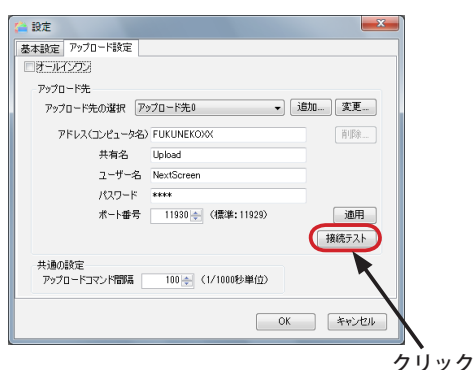 設定
基本設定 アップロード設定
オールインワン
アップロード先
アップロード先の選択 アップロード先0 追加... 変更...
アドレス(コンピュータ名) FUKUNEKOXX 削除...
共有名 Upload
ユーザー名 NextScreen
パスワード ****
ポート番号 11930 (標準:11929) 適用
接続テスト
共通の設定
アップロードコマンド間隔 100 (1/1000秒単位)
OK キャンセル
クリック